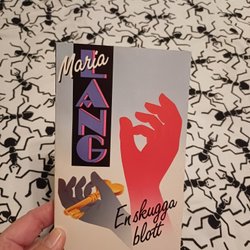 Maria
LANG
En skugga
blott